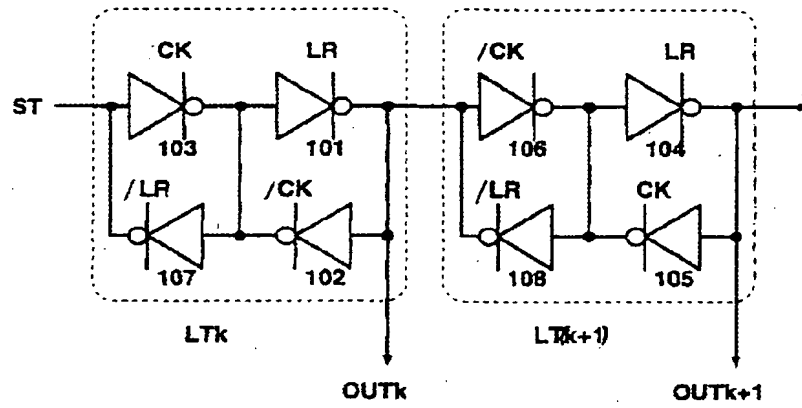 CK LR /CK LR
ST
103 101 106 104
/LR /CK /LR CK
107 102 108 105
LTk LT(k+1)
OUTk OUTk+1